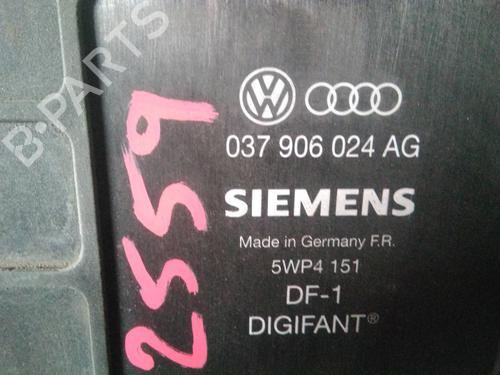 B-PARTS
2559
037 906 024 AG
SIEMENS
Made in Germany F.R.
5WP4 151
DF-1
DIGIFANT®